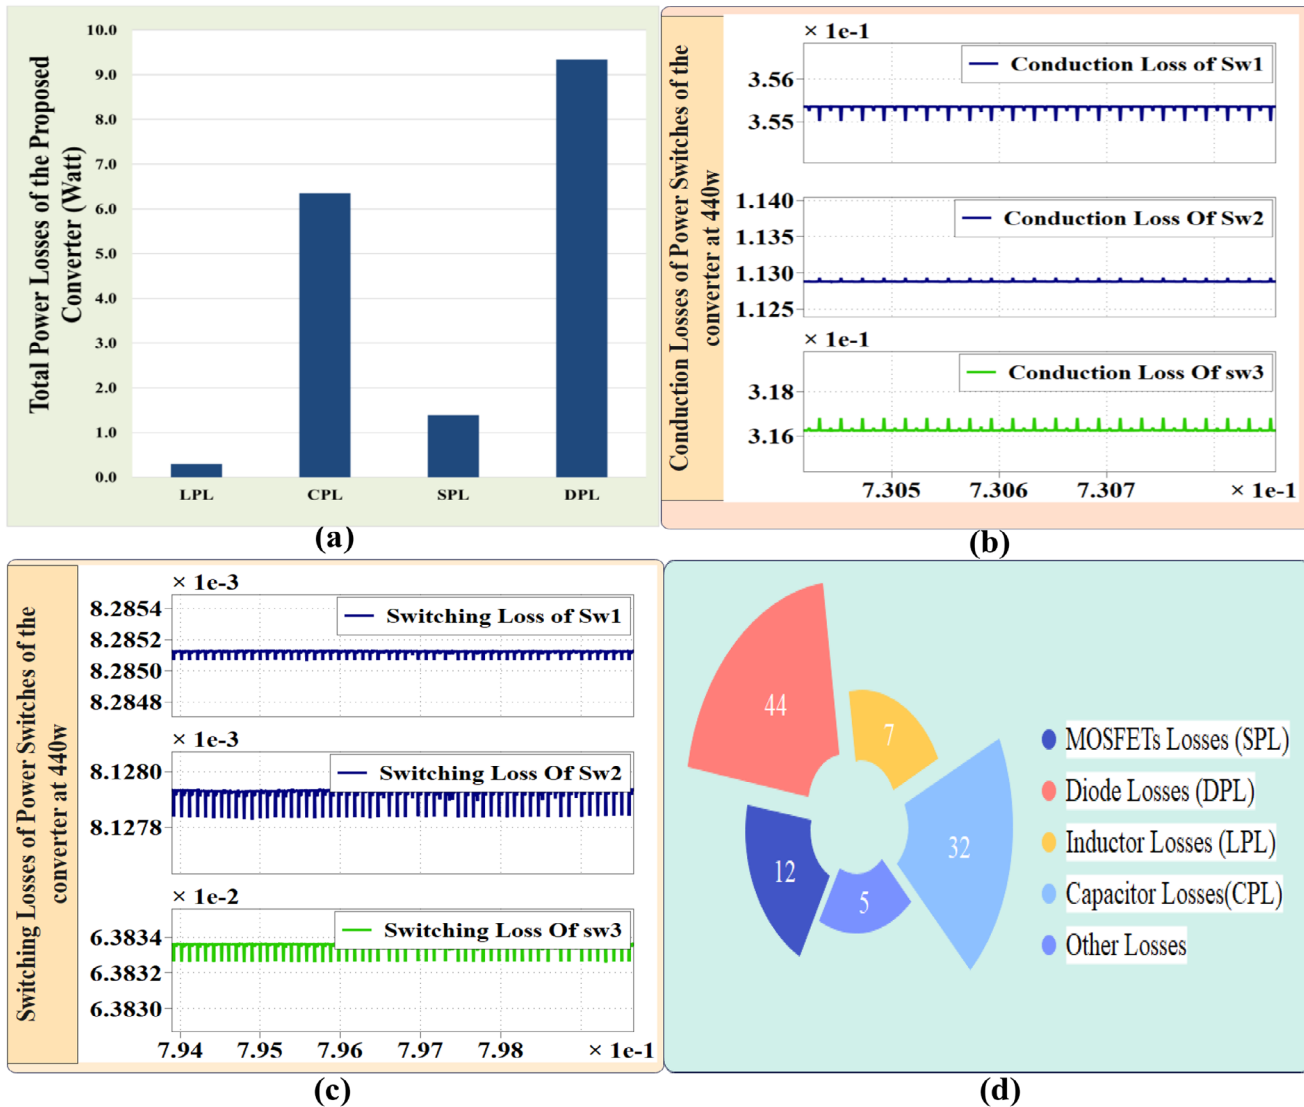 Total Power Losses of the Proposed
Converter (Watt)
10.0
9.0
8.0
7.0
6.0
5.0
4.0
3.0
2.0
1.0
0.0
LPL
CPL
SPL
DPL
(a)
Conduction Losses of Power Switches of the
converter at 440w
× 1e-1
Conduction Loss of Sw1
3.56
3.55
Conduction Loss Of Sw2
1.140
1.135
1.130
1.125
× 1e-1
Conduction Loss Of sw3
3.18
3.16
7.305
7.306
7.307
× 1e-1
(b)
Switching Losses of Power Switches of the
converter at 440w
× 1e-3
Switching Loss of Sw1
8.2854
8.2852
8.2850
8.2848
× 1e-3
Switching Loss Of Sw2
8.1280
8.1278
× 1e-2
Switching Loss Of sw3
6.3834
6.3832
6.3830
7.94
7.95
7.96
7.97
7.98
× 1e-1
(c)
44
7
32
12
5
MOSFETs Losses (SPL)
Diode Losses (DPL)
Inductor Losses (LPL)
Capacitor Losses(CPL)
Other Losses
(d)